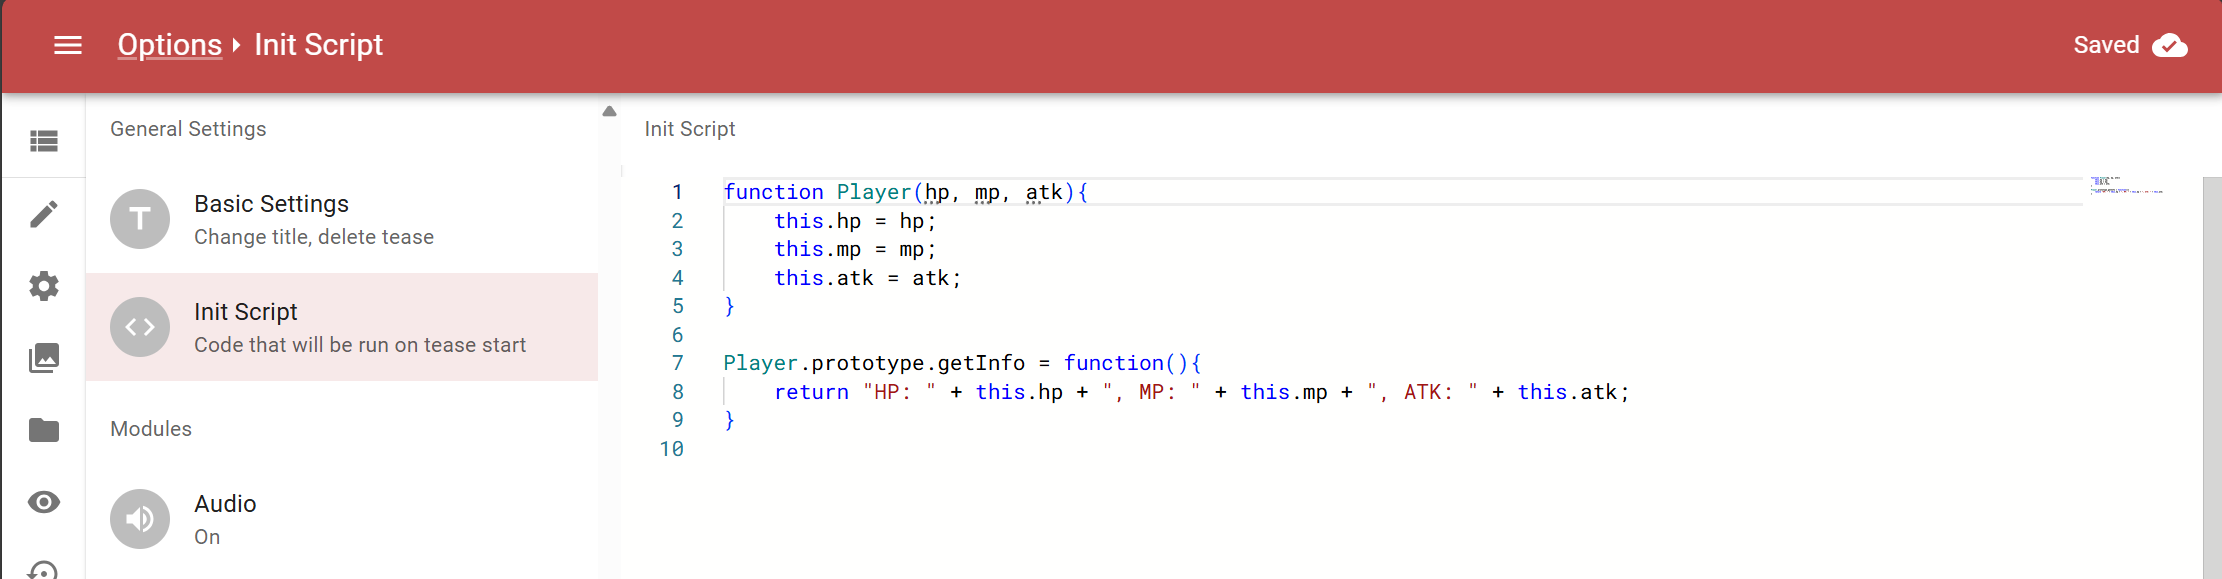 Options Init Script
Saved
General Settings
T
Basic Settings
Change title, delete tease
Init Script
Code that will be run on tease start
Modules
Audio
On
Init Script
1 function Player(hp, mp, atk){
2     this.hp = hp;
3     this.mp = mp;
4     this.atk = atk;
5 }
6
7 Player.prototype.getInfo = function(){
8     return "HP: " + this.hp + ", MP: " + this.mp + ", ATK: " + this.atk;
9 }
10